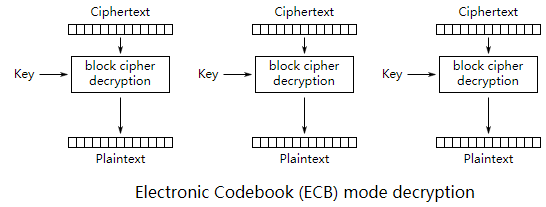 Ciphertext
Ciphertext
Ciphertext
Key
block cipher
decryption
Key
block cipher
decryption
Key
block cipher
decryption
Plaintext
Plaintext
Plaintext
Electronic Codebook (ECB) mode decryption